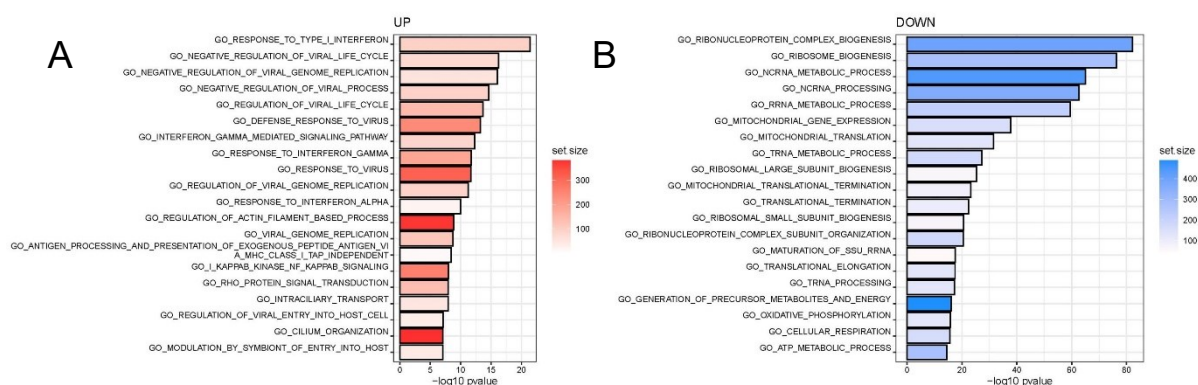 A
UP
GO_RESPONSE_TO_TYPE_I_INTERFERON
GO_NEGATIVE_REGULATION_OF_VIRAL_LIFE_CYCLE
GO_NEGATIVE_REGULATION_OF_VIRAL_GENOME_REPLICATION
GO_NEGATIVE_REGULATION_OF_VIRAL_PROCESS
GO_REGULATION_OF_VIRAL_LIFE_CYCLE
GO_DEFENSE_RESPONSE_TO_VIRUS
GO_INTERFERON_GAMMA_MEDIATED_SIGNALING_PATHWAY
GO_RESPONSE_TO_INTERFERON_GAMMA
GO_RESPONSE_TO_VIRUS
GO_REGULATION_OF_VIRAL_GENOME_REPLICATION
GO_RESPONSE_TO_INTERFERON_ALPHA
GO_REGULATION_OF_ACTIN_FILAMENT_BASED_PROCESS
GO_VIRAL_GENOME_REPLICATION
GO_ANTIGEN_PROCESSING_AND_PRESENTATION_OF_EXOGENOUS_PEPTIDE_ANTIGEN_VI
A_MHC_CLASS_I_TAP_INDEPENDENT
GO_I_KAPPAB_KINASE_NF_KAPPAB_SIGNALING
GO_RHO_PROTEIN_SIGNAL_TRANSDUCTION
GO_INTRACILIARY_TRANSPORT
GO_REGULATION_OF_VIRAL_ENTRY_INTO_HOST_CELL
GO_CILIUM_ORGANIZATION
GO_MODULATION_BY_SYMBIONT_OF_ENTRY_INTO_HOST
0 5 10 15 20
−log10 pvalue
set.size
300
200
100
B
DOWN
GO_RIBONUCLEOPROTEIN_COMPLEX_BIOGENESIS
GO_RIBOSOME_BIOGENESIS
GO_NCRNA_METABOLIC_PROCESS
GO_NCRNA_PROCESSING
GO_RRNA_METABOLIC_PROCESS
GO_MITOCHONDRIAL_GENE_EXPRESSION
GO_MITOCHONDRIAL_TRANSLATION
GO_TRNA_METABOLIC_PROCESS
GO_RIBOSOMAL_LARGE_SUBUNIT_BIOGENESIS
GO_MITOCHONDRIAL_TRANSLATIONAL_TERMINATION
GO_TRANSLATIONAL_TERMINATION
GO_RIBOSOMAL_SMALL_SUBUNIT_BIOGENESIS
GO_RIBONUCLEOPROTEIN_COMPLEX_SUBUNIT_ORGANIZATION
GO_MATURATION_OF_SSU_RRNA
GO_TRANSLATIONAL_ELONGATION
GO_TRNA_PROCESSING
GO_GENERATION_OF_PRECURSOR_METABOLITES_AND_ENERGY
GO_OXIDATIVE_PHOSPHORYLATION
GO_CELLULAR_RESPIRATION
GO_ATP_METABOLIC_PROCESS
0 20 40 60 80
−log10 pvalue
set.size
400
300
200
100